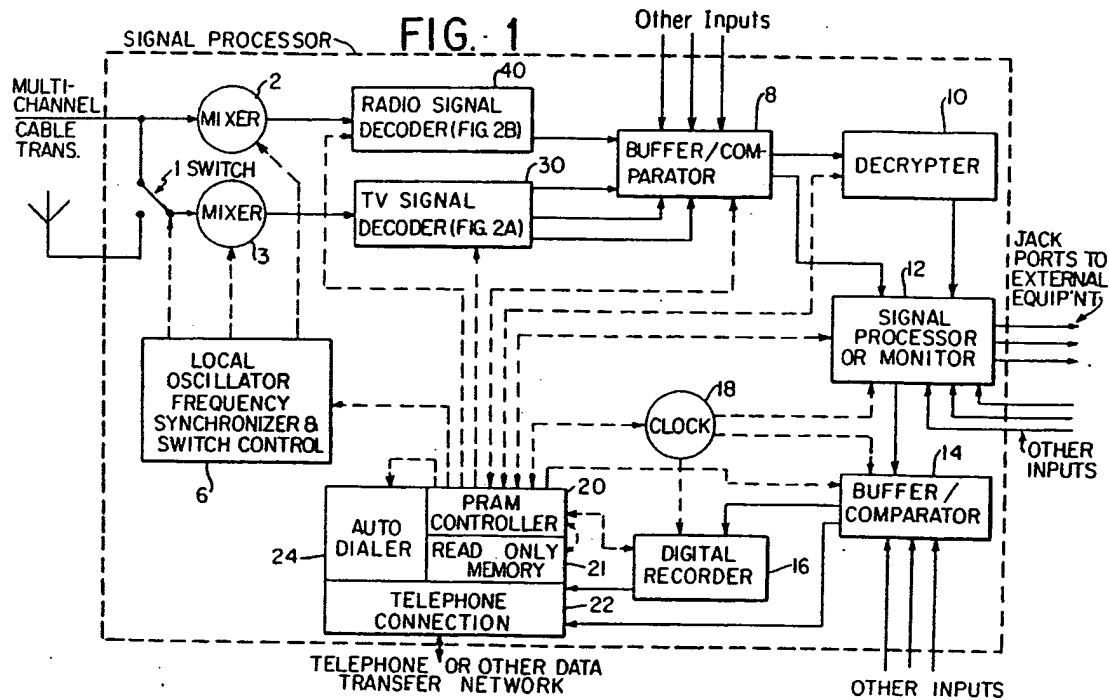 FIG. 1
Other Inputs
SIGNAL PROCESSOR
MULTI-
CHANNEL
CABLE
TRANS.
2
MIXER
40
RADIO SIGNAL
DECODER (FIG. 2B)
8
BUFFER/COM-
PARATOR
10
DECRYPTER
1 SWITCH
MIXER
3
30
TV SIGNAL
DECODER (FIG. 2A)
JACK
PORTS TO
EXTERNAL
EQUIP'NT.
12
SIGNAL
PROCESSOR
OR MONITOR
LOCAL
OSCILLATOR
FREQUENCY
SYNCHRONIZER &
SWITCH CONTROL
6
18
CLOCK
OTHER
INPUTS
14
BUFFER/
COMPARATOR
20
PRAM
CONTROLLER
AUTO
DIALER
24
READ ONLY
MEMORY
21
DIGITAL
RECORDER
16
TELEPHONE
CONNECTION
22
TELEPHONE OR OTHER DATA
TRANSFER NETWORK
OTHER INPUTS